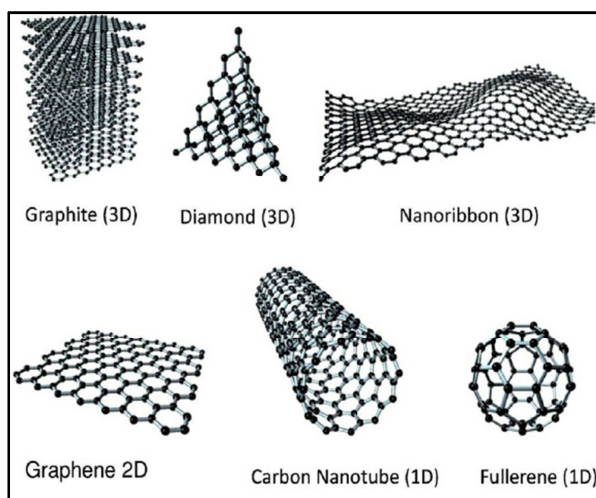 Graphite (3D)
Diamond (3D)
Nanoribbon (3D)
Graphene 2D
Carbon Nanotube (1D)
Fullerene (1D)